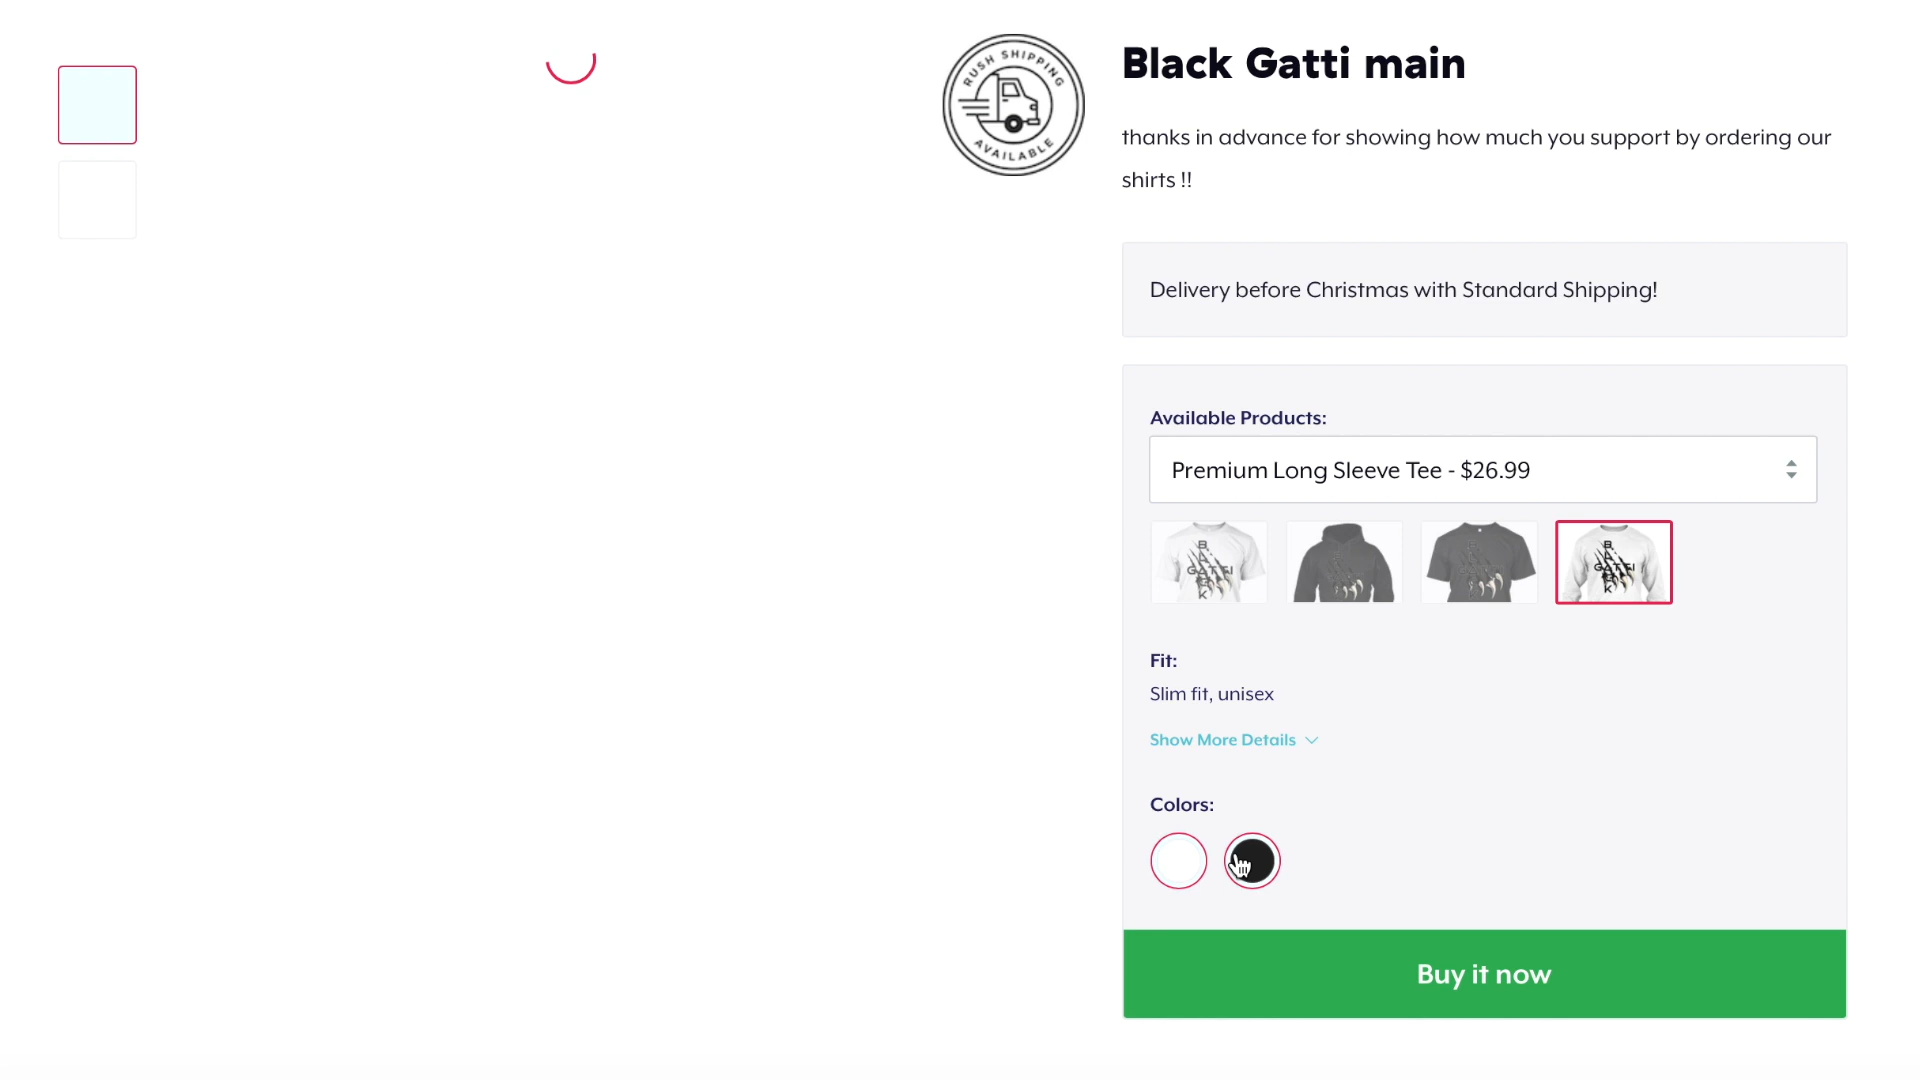 RUSH SHIPPING
AVAILABLE
Black Gatti main
thanks in advance for showing how much you support by ordering our
shirts !!
Delivery before Christmas with Standard Shipping!
Available Products:
Premium Long Sleeve Tee - $26.99
GATTI
GATTI
Fit:
Slim fit, unisex
Show More Details
Colors:
Buy it now